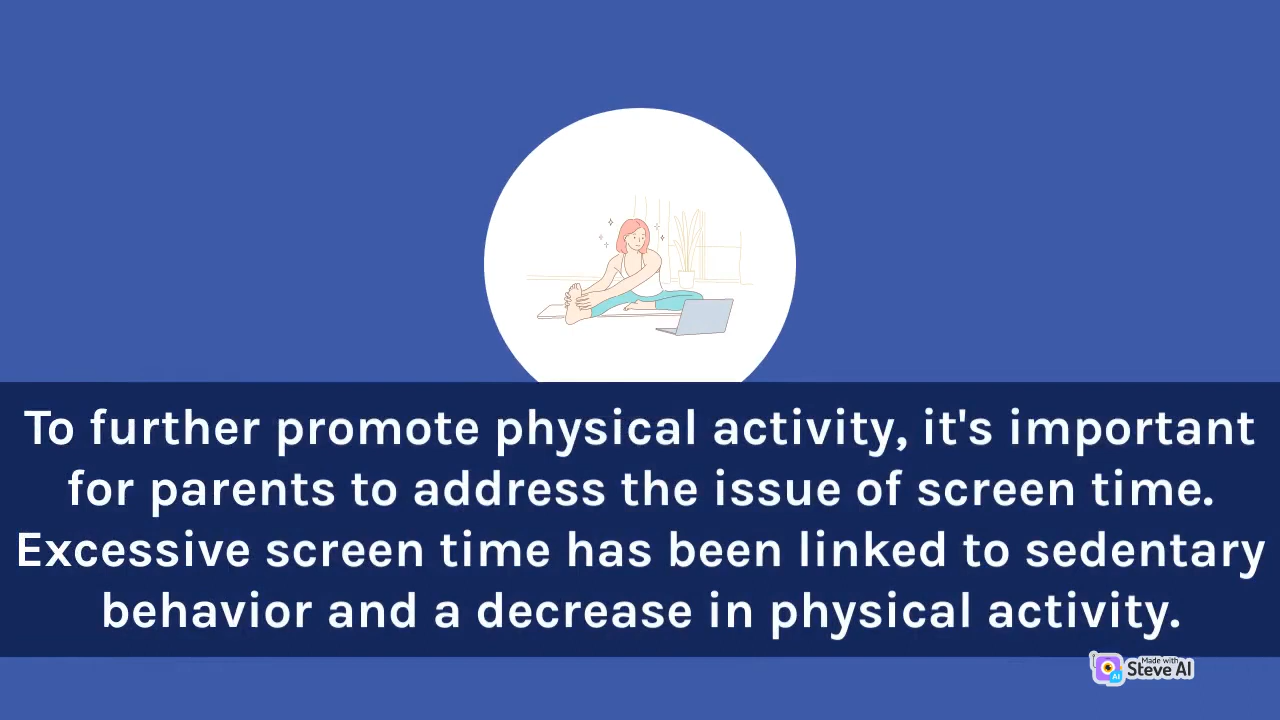 To further promote physical activity, it's important
for parents to address the issue of screen time.
Excessive screen time has been linked to sedentary
behavior and a decrease in physical activity.
Made with
AI Steve AI